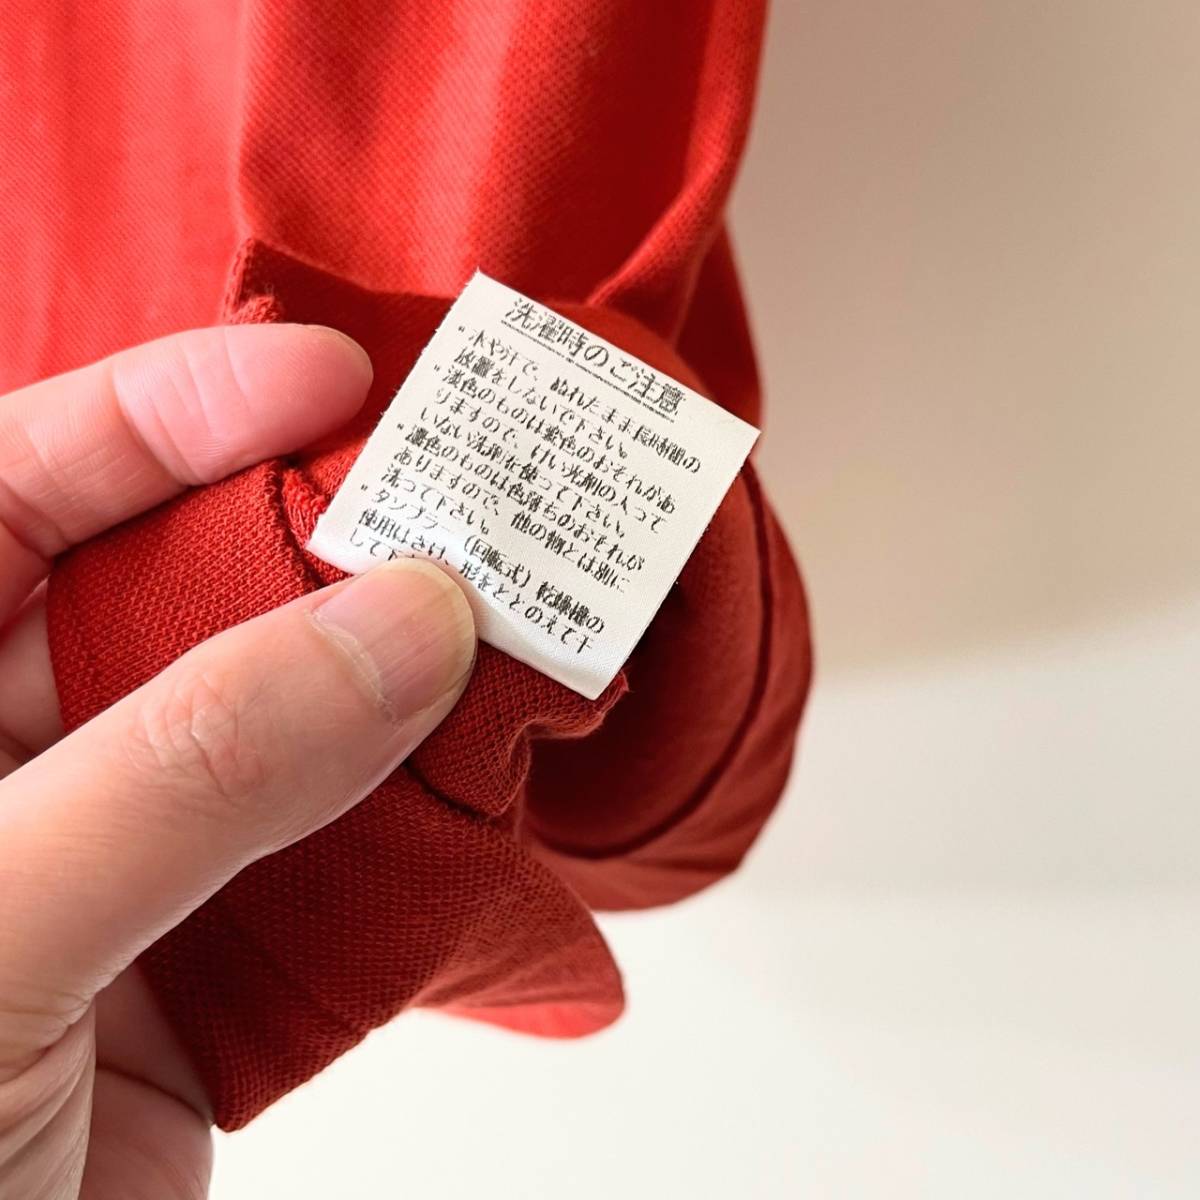 洗濯時のご注意
" 水や汗で、ぬれたまま長時間の
放置をしないで下さい。
" 淡色のものは変色のおそれがあ
りますので、けい光剤の入って
いない洗剤を使って下さい。
" 濃色のものは色落ちのおそれが
ありますので、他の物とは別に
洗って下さい。
" タンブラー（回転式）乾燥機の
使用はさけ、形をととのえて干
して下